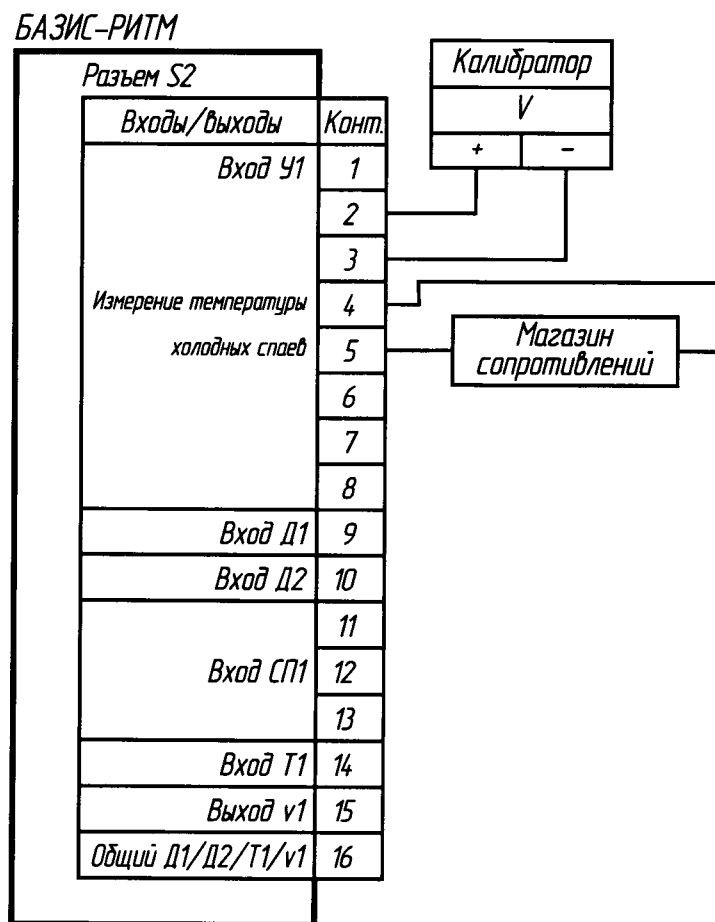 БАЗИС-РИТМ
Разъем S2
Входы/выходы Конт.
Вход У1 1
2
3
Измерение температуры 4
холодных спаев 5
6
7
8
Вход Д1 9
Вход Д2 10
11
Вход СП1 12
13
Вход Т1 14
Выход v1 15
Общий Д1/Д2/Т1/v1 16
Калибратор
V
+ -
Магазин
сопротивлений